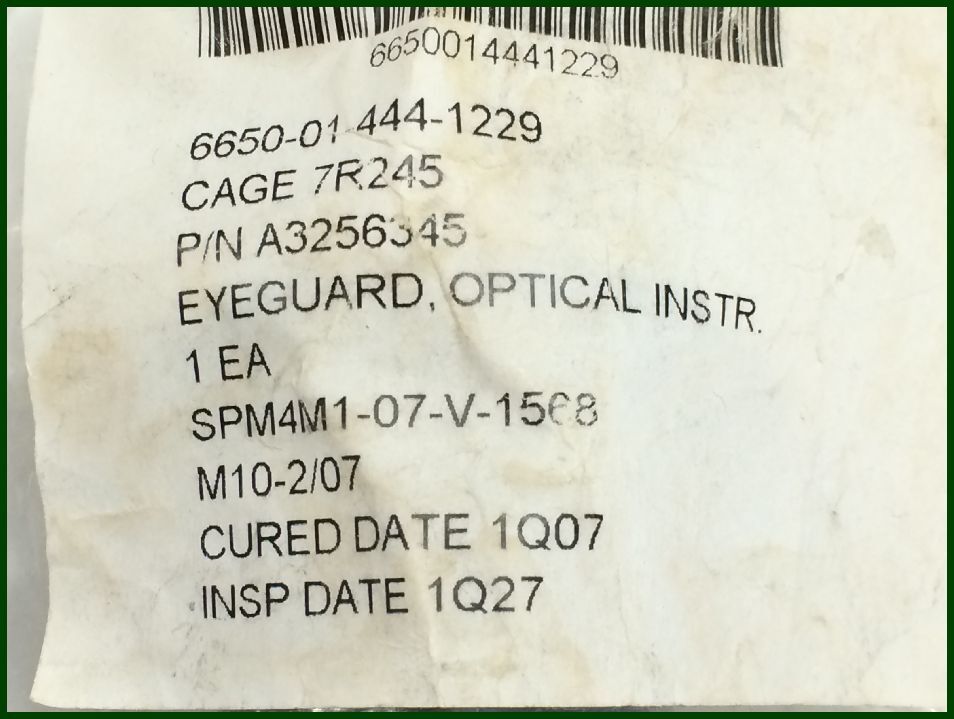 6650014441229
6650-01-444-1229
CAGE 7R245
P/N A3256345
EYEGUARD, OPTICAL INSTR.
1 EA
SPM4M1-07-V-1568
M10-2/07
CURED DATE 1Q07
INSP DATE 1Q27